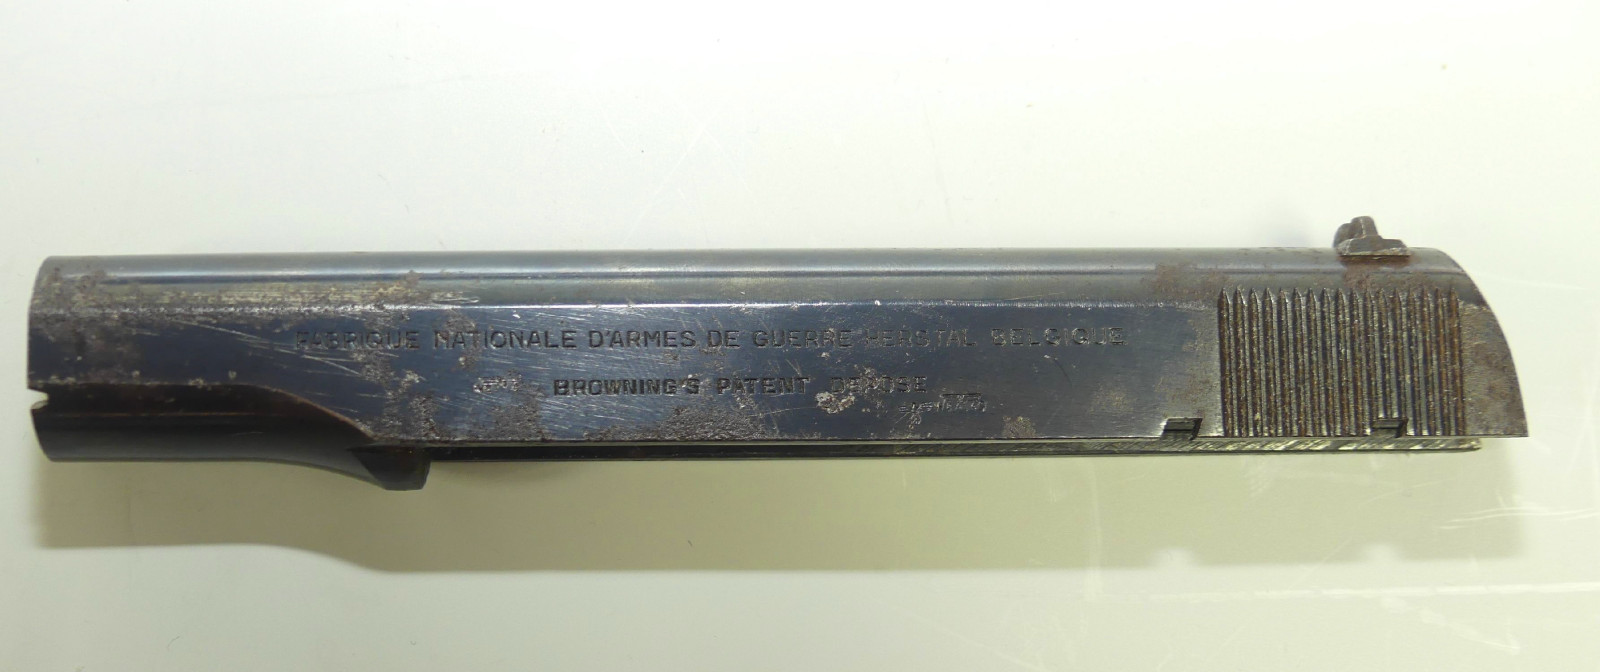 FABRIQUE NATIONALE D'ARMES DE GUERRE HERSTAL BELGIQUE
BROWNING'S PATENT DEPOSE